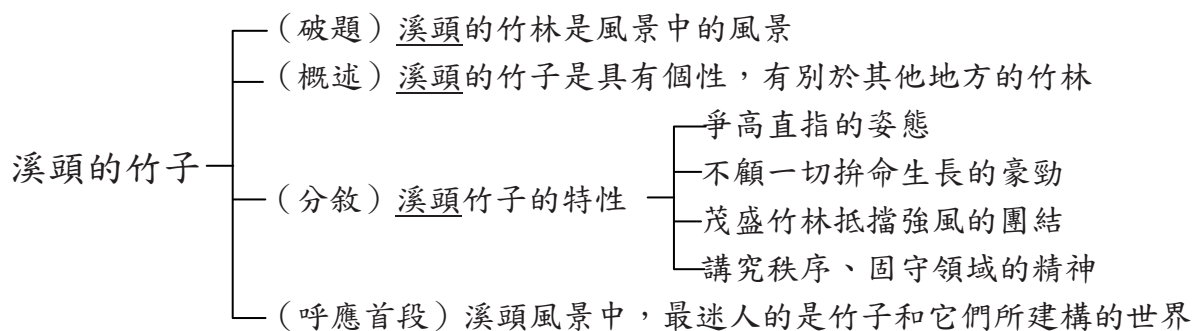 （破題）溪頭的竹林是風景中的風景
（概述）溪頭的竹子是具有個性，有別於其他地方的竹林
溪頭的竹子
（分敘）溪頭竹子的特性
爭高直指的姿態
不顧一切拚命生長的豪勁
茂盛竹林抵擋強風的團結
講究秩序、固守領域的精神
（呼應首段）溪頭風景中，最迷人的是竹子和它們所建構的世界